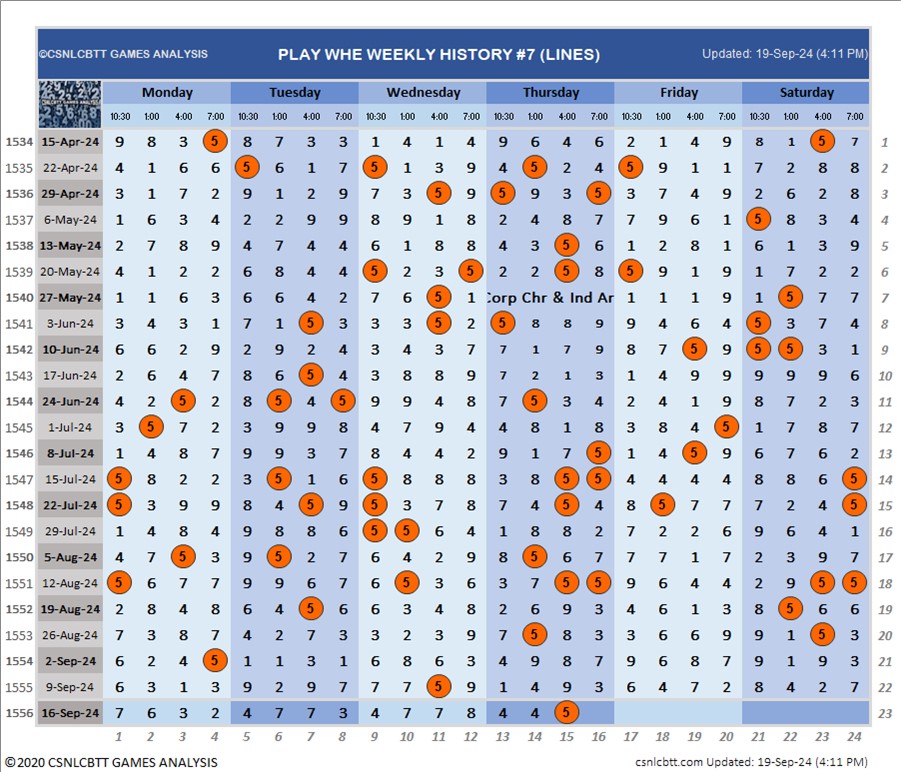 ©CSNLCBTT GAMES ANALYSIS PLAY WHE WEEKLY HISTORY #7 (LINES) Updated: 19-Sep-24 (4:11 PM)
Monday Tuesday Wednesday Thursday Friday Saturday
10:30 1:00 4:00 7:00 10:30 1:00 4:00 7:00 10:30 1:00 4:00 7:00 10:30 1:00 4:00 7:00 10:30 1:00 4:00 7:00 10:30 1:00 4:00 7:00
1534 15-Apr-24 9 8 3 5 8 7 3 3 1 4 1 4 9 6 4 6 2 1 4 9 8 1 5 7 1
1535 22-Apr-24 4 1 6 6 5 6 1 7 5 1 3 9 4 5 2 4 5 9 1 1 7 2 8 8 2
1536 29-Apr-24 3 1 7 2 9 1 2 9 7 3 5 9 5 9 3 5 3 7 4 9 2 6 2 8 3
1537 6-May-24 1 6 3 4 2 2 9 9 8 9 1 8 2 4 8 7 7 9 6 1 5 8 3 4 4
1538 13-May-24 2 7 8 9 4 7 4 4 6 1 8 8 4 3 5 6 1 2 8 1 6 1 3 9 5
1539 20-May-24 4 1 2 2 6 8 4 4 5 2 3 5 2 2 5 8 5 9 1 9 1 7 2 2 6
1540 27-May-24 1 1 6 3 6 6 4 2 7 6 5 1 Corp Chr & Ind Ar 1 1 1 9 1 5 7 7 7
1541 3-Jun-24 3 4 3 1 7 1 5 3 3 3 5 2 5 8 8 9 9 4 6 4 5 3 7 4 8
1542 10-Jun-24 6 6 2 9 2 9 2 4 3 4 3 7 7 1 7 9 8 7 5 9 5 5 3 1 9
1543 17-Jun-24 2 6 4 7 8 6 5 4 3 8 8 9 7 2 1 3 1 4 9 9 9 9 9 6 10
1544 24-Jun-24 4 2 5 2 8 5 4 5 9 9 4 8 7 5 3 4 2 4 1 9 8 7 2 3 11
1545 1-Jul-24 3 5 7 2 3 9 9 8 4 7 9 4 4 8 1 8 3 8 4 5 1 7 8 7 12
1546 8-Jul-24 1 4 8 7 9 9 3 7 8 4 4 2 9 1 7 5 1 4 5 9 6 7 6 2 13
1547 15-Jul-24 5 8 2 2 3 5 1 6 5 8 8 8 3 8 5 5 4 4 4 4 8 8 6 5 14
1548 22-Jul-24 5 3 9 9 8 4 5 9 5 3 7 8 7 4 5 4 8 5 7 7 7 2 4 5 15
1549 29-Jul-24 1 4 8 4 9 8 8 6 5 5 6 4 1 8 8 2 7 2 2 6 9 6 4 1 16
1550 5-Aug-24 4 7 5 3 9 5 2 7 6 4 2 9 8 5 6 7 7 7 1 7 2 3 9 7 17
1551 12-Aug-24 5 6 7 7 9 9 6 7 6 5 3 6 3 7 5 5 9 6 4 4 2 9 5 5 18
1552 19-Aug-24 2 8 4 8 6 4 5 6 6 3 4 8 2 6 9 3 4 6 1 3 8 5 6 6 19
1553 26-Aug-24 7 3 8 7 4 2 7 3 3 2 3 9 7 5 8 3 3 6 6 9 9 1 5 3 20
1554 2-Sep-24 6 2 4 5 1 1 3 1 6 8 6 3 4 9 8 7 9 6 8 7 9 1 9 3 21
1555 9-Sep-24 6 3 1 3 9 2 9 7 7 7 5 9 1 4 9 3 6 4 7 2 8 4 2 7 22
1556 16-Sep-24 7 6 3 2 4 7 7 3 4 7 7 8 4 4 5 23
1 2 3 4 5 6 7 8 9 10 11 12 13 14 15 16 17 18 19 20 21 22 23 24
©2020 CSNLCBTT GAMES ANALYSIS csnlcbtt.com Updated: 19-Sep-24 (4:11 PM)